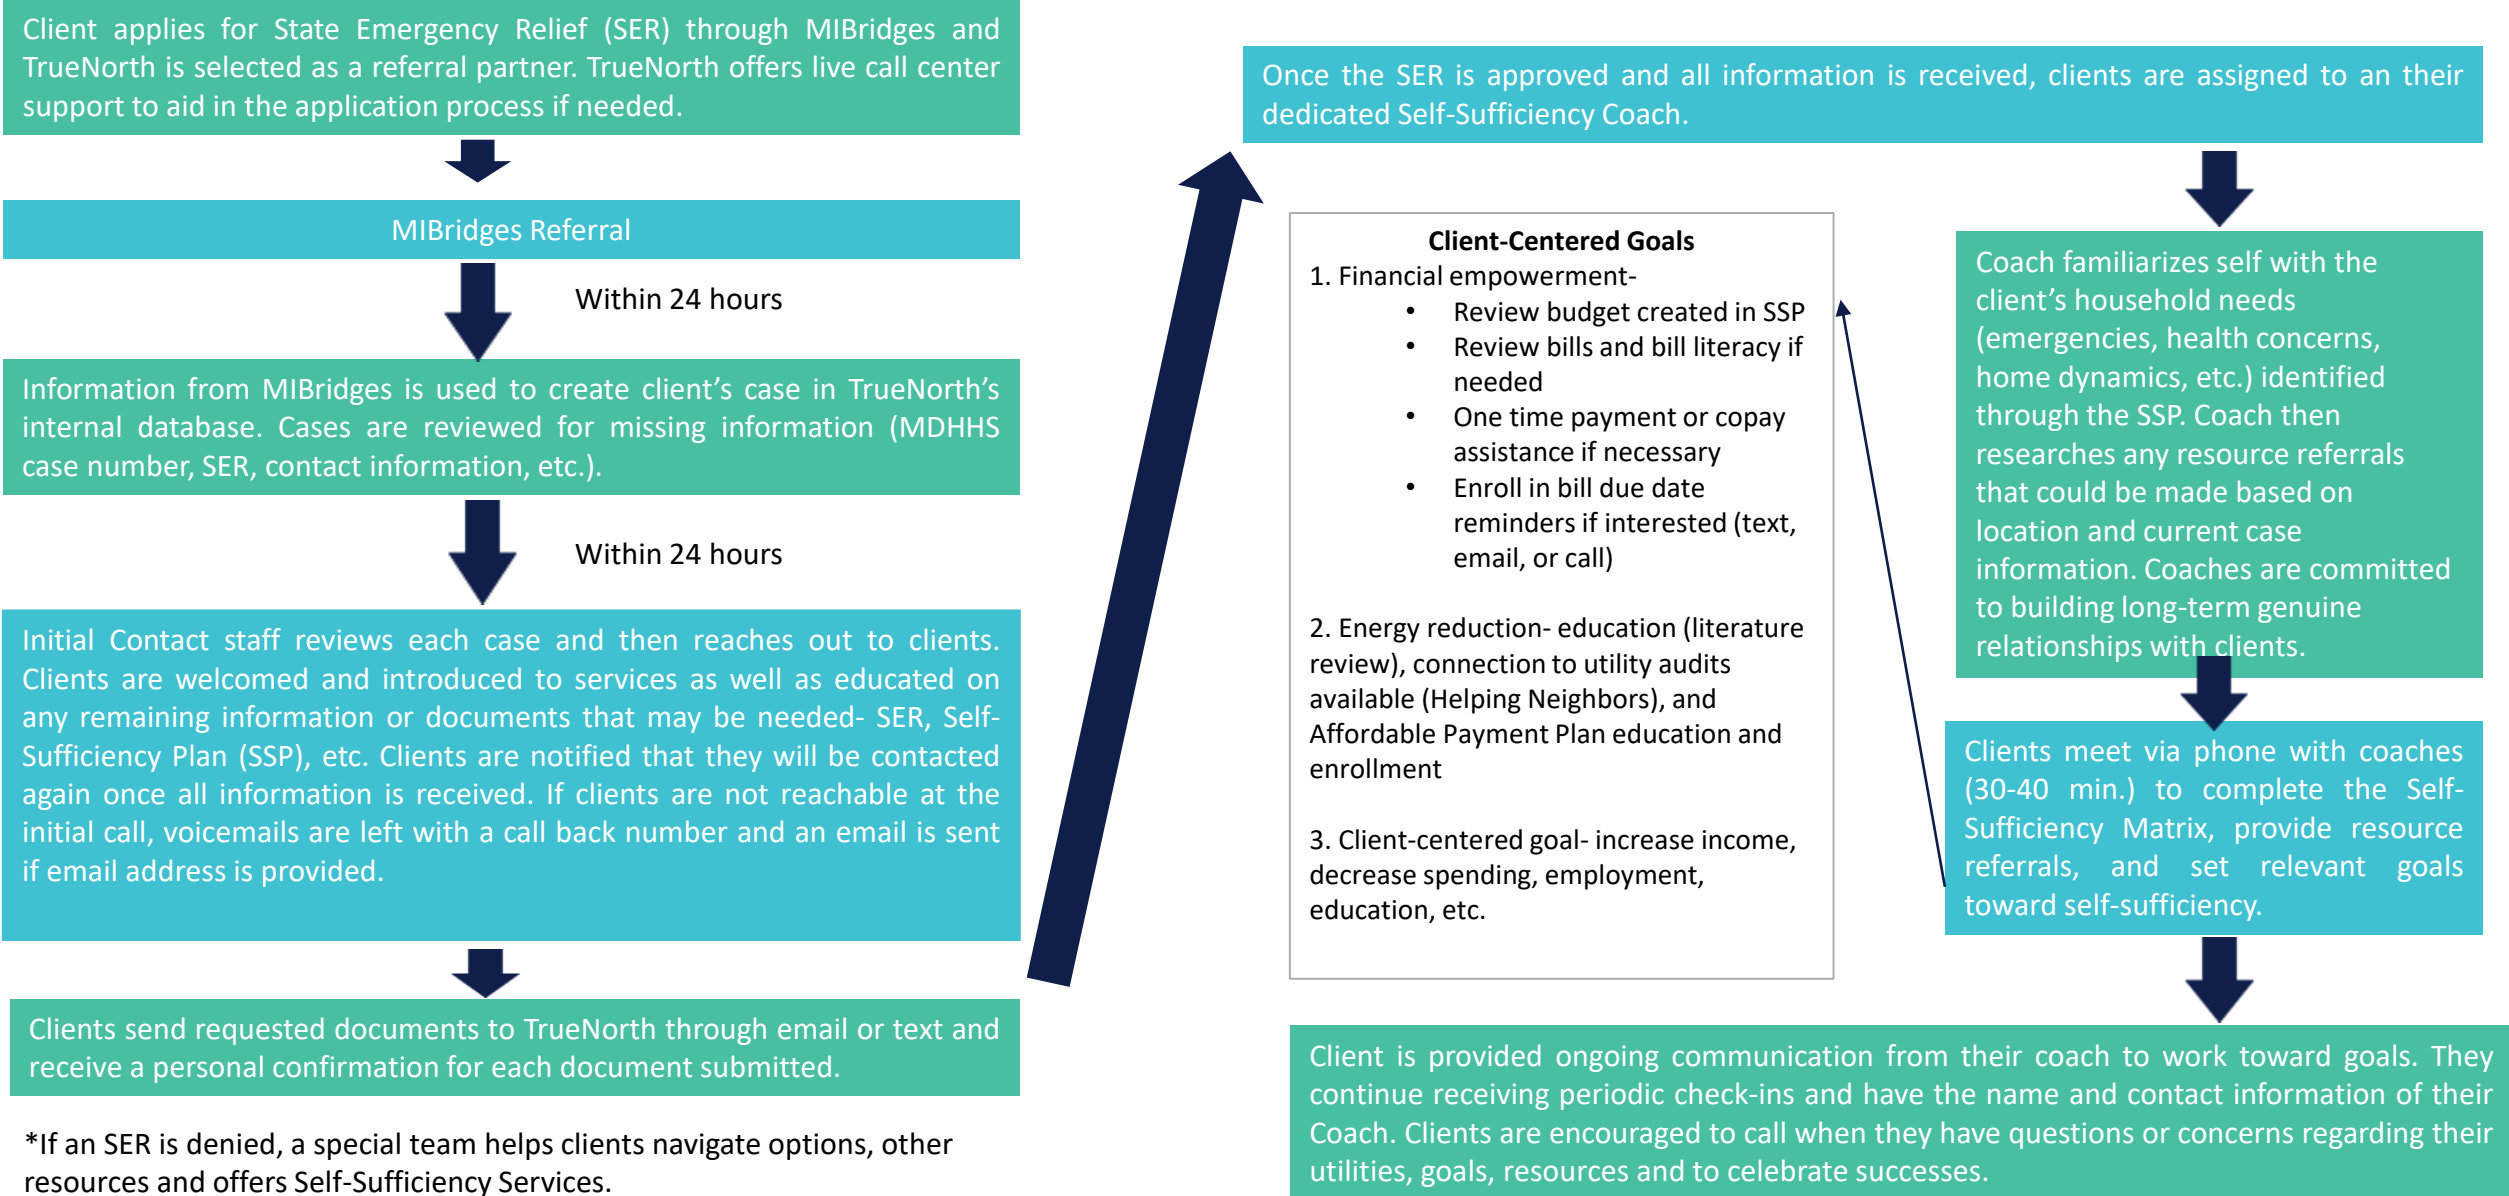 Client applies for State Emergency Relief (SER) through MIBridges and
TrueNorth is selected as a referral partner. TrueNorth offers live call center
support to aid in the application process if needed.
MIBridges Referral
Within 24 hours
Information from MIBridges is used to create client’s case in TrueNorth’s
internal database. Cases are reviewed for missing information (MDHHS
case number, SER, contact information, etc.).
Within 24 hours
Initial Contact staff reviews each case and then reaches out to clients.
Clients are welcomed and introduced to services as well as educated on
any remaining information or documents that may be needed- SER, Self-
Sufficiency Plan (SSP), etc. Clients are notified that they will be contacted
again once all information is received. If clients are not reachable at the
initial call, voicemails are left with a call back number and an email is sent
if email address is provided.
Clients send requested documents to TrueNorth through email or text and
receive a personal confirmation for each document submitted.
*If an SER is denied, a special team helps clients navigate options, other
resources and offers Self-Sufficiency Services.
Once the SER is approved and all information is received, clients are assigned to an their
dedicated Self-Sufficiency Coach.
Coach familiarizes self with the
client’s household needs
(emergencies, health concerns,
home dynamics, etc.) identified
through the SSP. Coach then
researches any resource referrals
that could be made based on
location and current case
information. Coaches are committed
to building long-term genuine
relationships with clients.
Clients meet via phone with coaches
(30-40 min.) to complete the Self-
Sufficiency Matrix, provide resource
referrals, and set relevant goals
toward self-sufficiency.
Client-Centered Goals
1. Financial empowerment-
• Review budget created in SSP
• Review bills and bill literacy if
needed
• One time payment or copay
assistance if necessary
• Enroll in bill due date
reminders if interested (text,
email, or call)
2. Energy reduction- education (literature
review), connection to utility audits
available (Helping Neighbors), and
Affordable Payment Plan education and
enrollment
3. Client-centered goal- increase income,
decrease spending, employment,
education, etc.
Client is provided ongoing communication from their coach to work toward goals. They
continue receiving periodic check-ins and have the name and contact information of their
Coach. Clients are encouraged to call when they have questions or concerns regarding their
utilities, goals, resources and to celebrate successes.